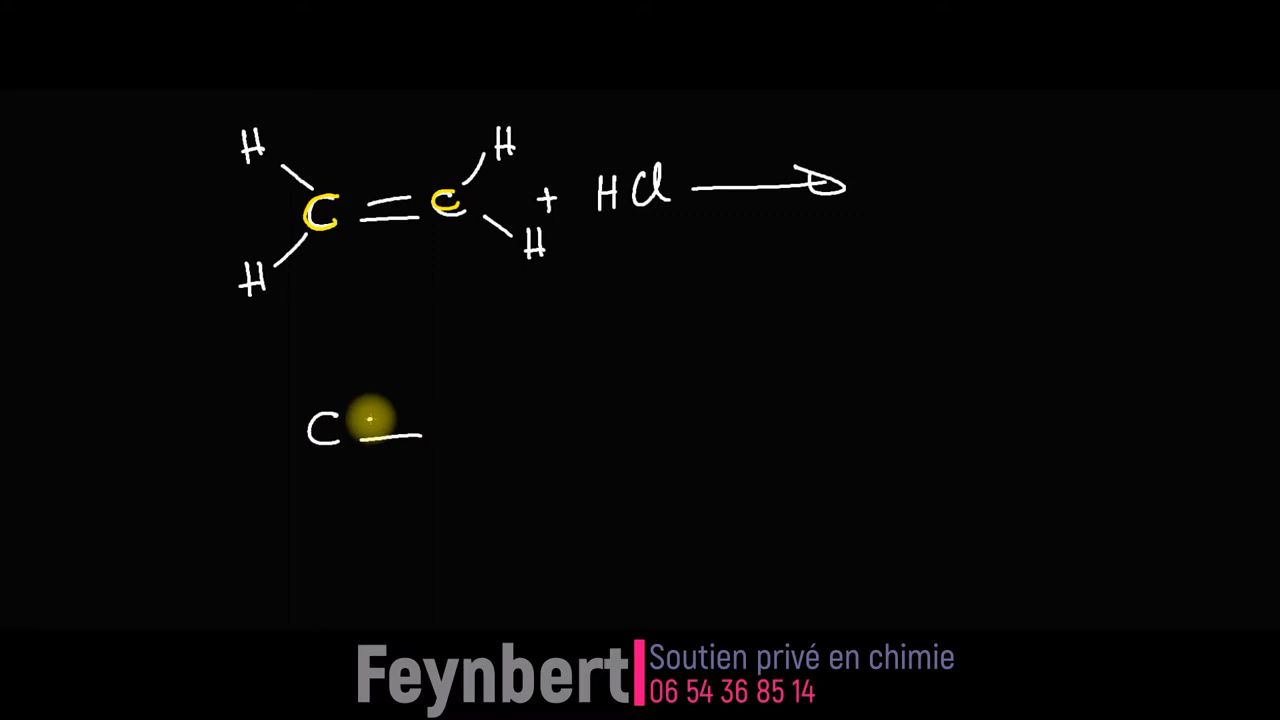 H H
C = C + HCl →
H H
C —
Feynbert
Soutien privé en chimie
06 54 36 85 14